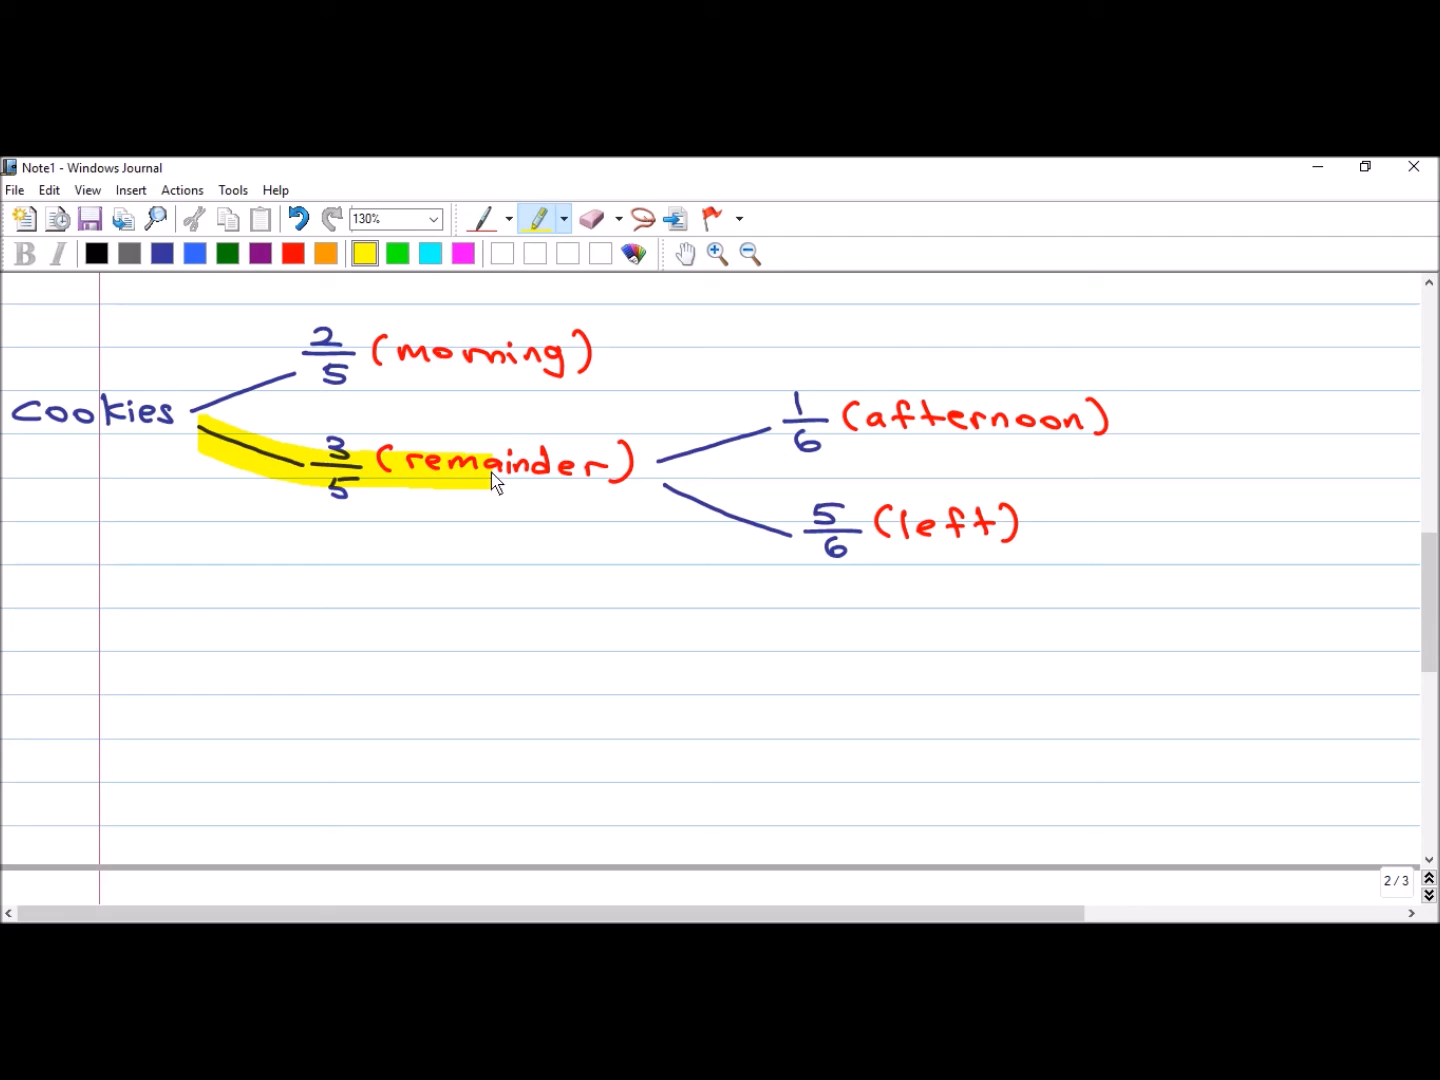 Note1 - Windows Journal
File Edit View Insert Actions Tools Help
130%
B I
2/5 (morning)
Cookies
3/5 (remainder)
1/6 (afternoon)
5/6 (left)
2 / 3